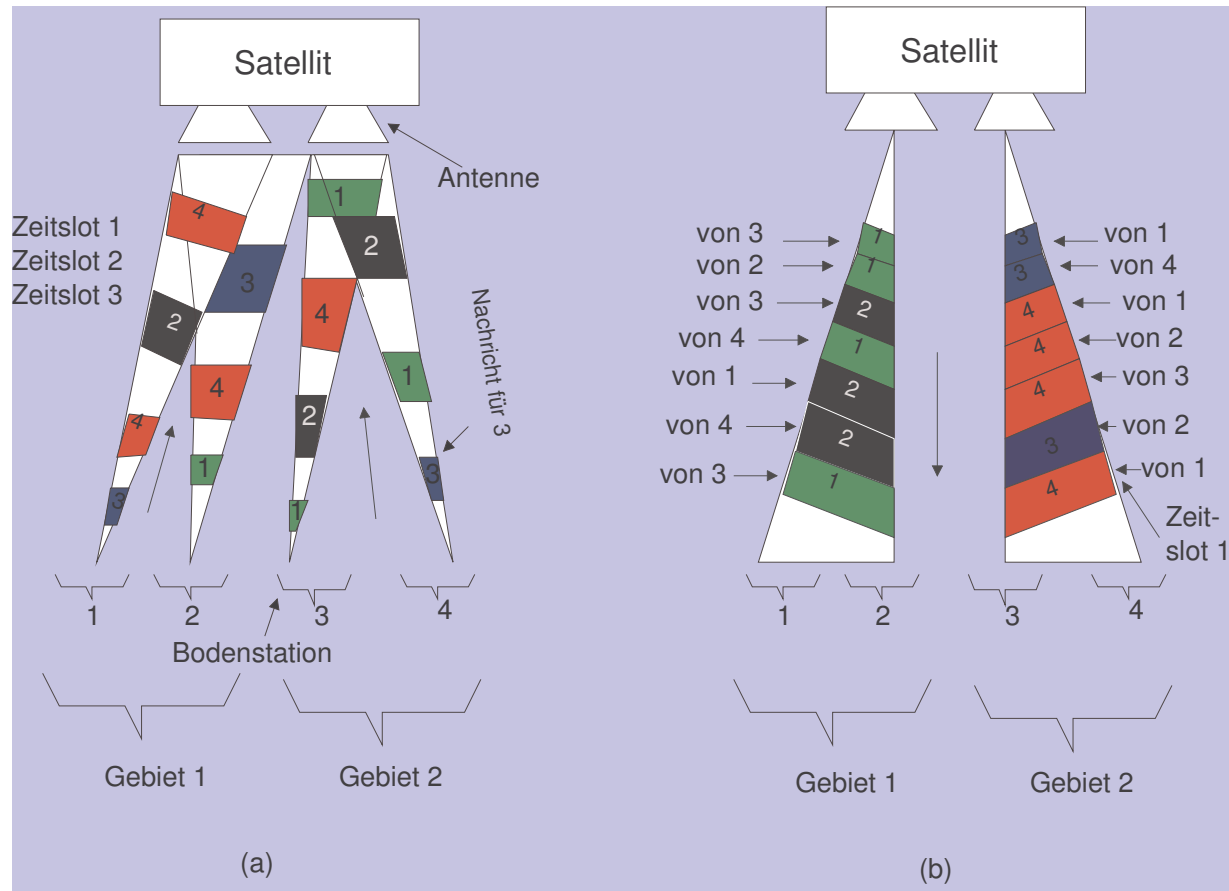 Satellit
Antenne
Zeitslot 1
Zeitslot 2
Zeitslot 3
4
3
2
4
4
1
3
1
2
4
1
2
3
1
Nachricht für 3
1
2
3
4
Bodenstation
Gebiet 1
Gebiet 2
(a)
Satellit
von 3
von 2
von 3
von 4
von 1
von 4
von 3
1
1
2
1
2
2
1
3
3
4
4
4
3
4
von 1
von 4
von 1
von 2
von 3
von 2
von 1
Zeit-
slot 1
1
2
3
4
Gebiet 1
Gebiet 2
(b)